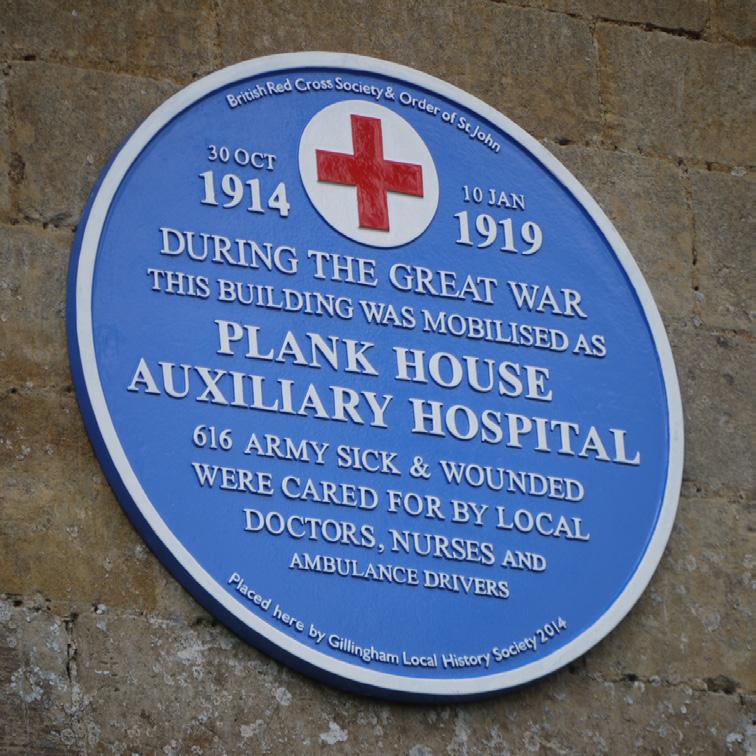 British Red Cross Society & Order of St John
30 OCT
1914
10 JAN
1919
DURING THE GREAT WAR
THIS BUILDING WAS MOBILISED AS
PLANK HOUSE
AUXILIARY HOSPITAL
616 ARMY SICK & WOUNDED
WERE CARED FOR BY LOCAL
DOCTORS, NURSES AND
AMBULANCE DRIVERS
Placed here by Gillingham Local History Society 2014